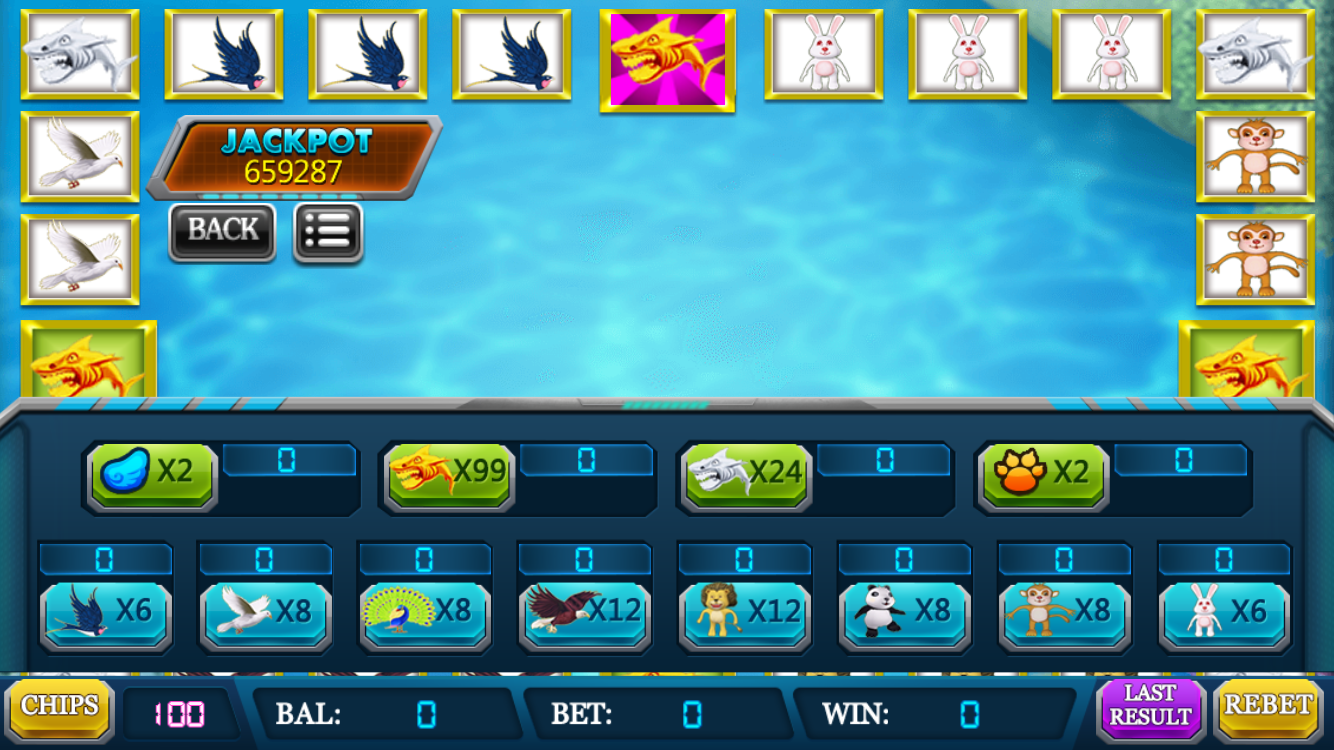 JACKPOT
659287
BACK
X2 0 X99 0 X24 0 X2 0
0 0 0 0 0 0 0 0
X6 X8 X8 X12 X12 X8 X8 X6
CHIPS 100 BAL: 0 BET: 0 WIN: 0 LAST RESULT REBET